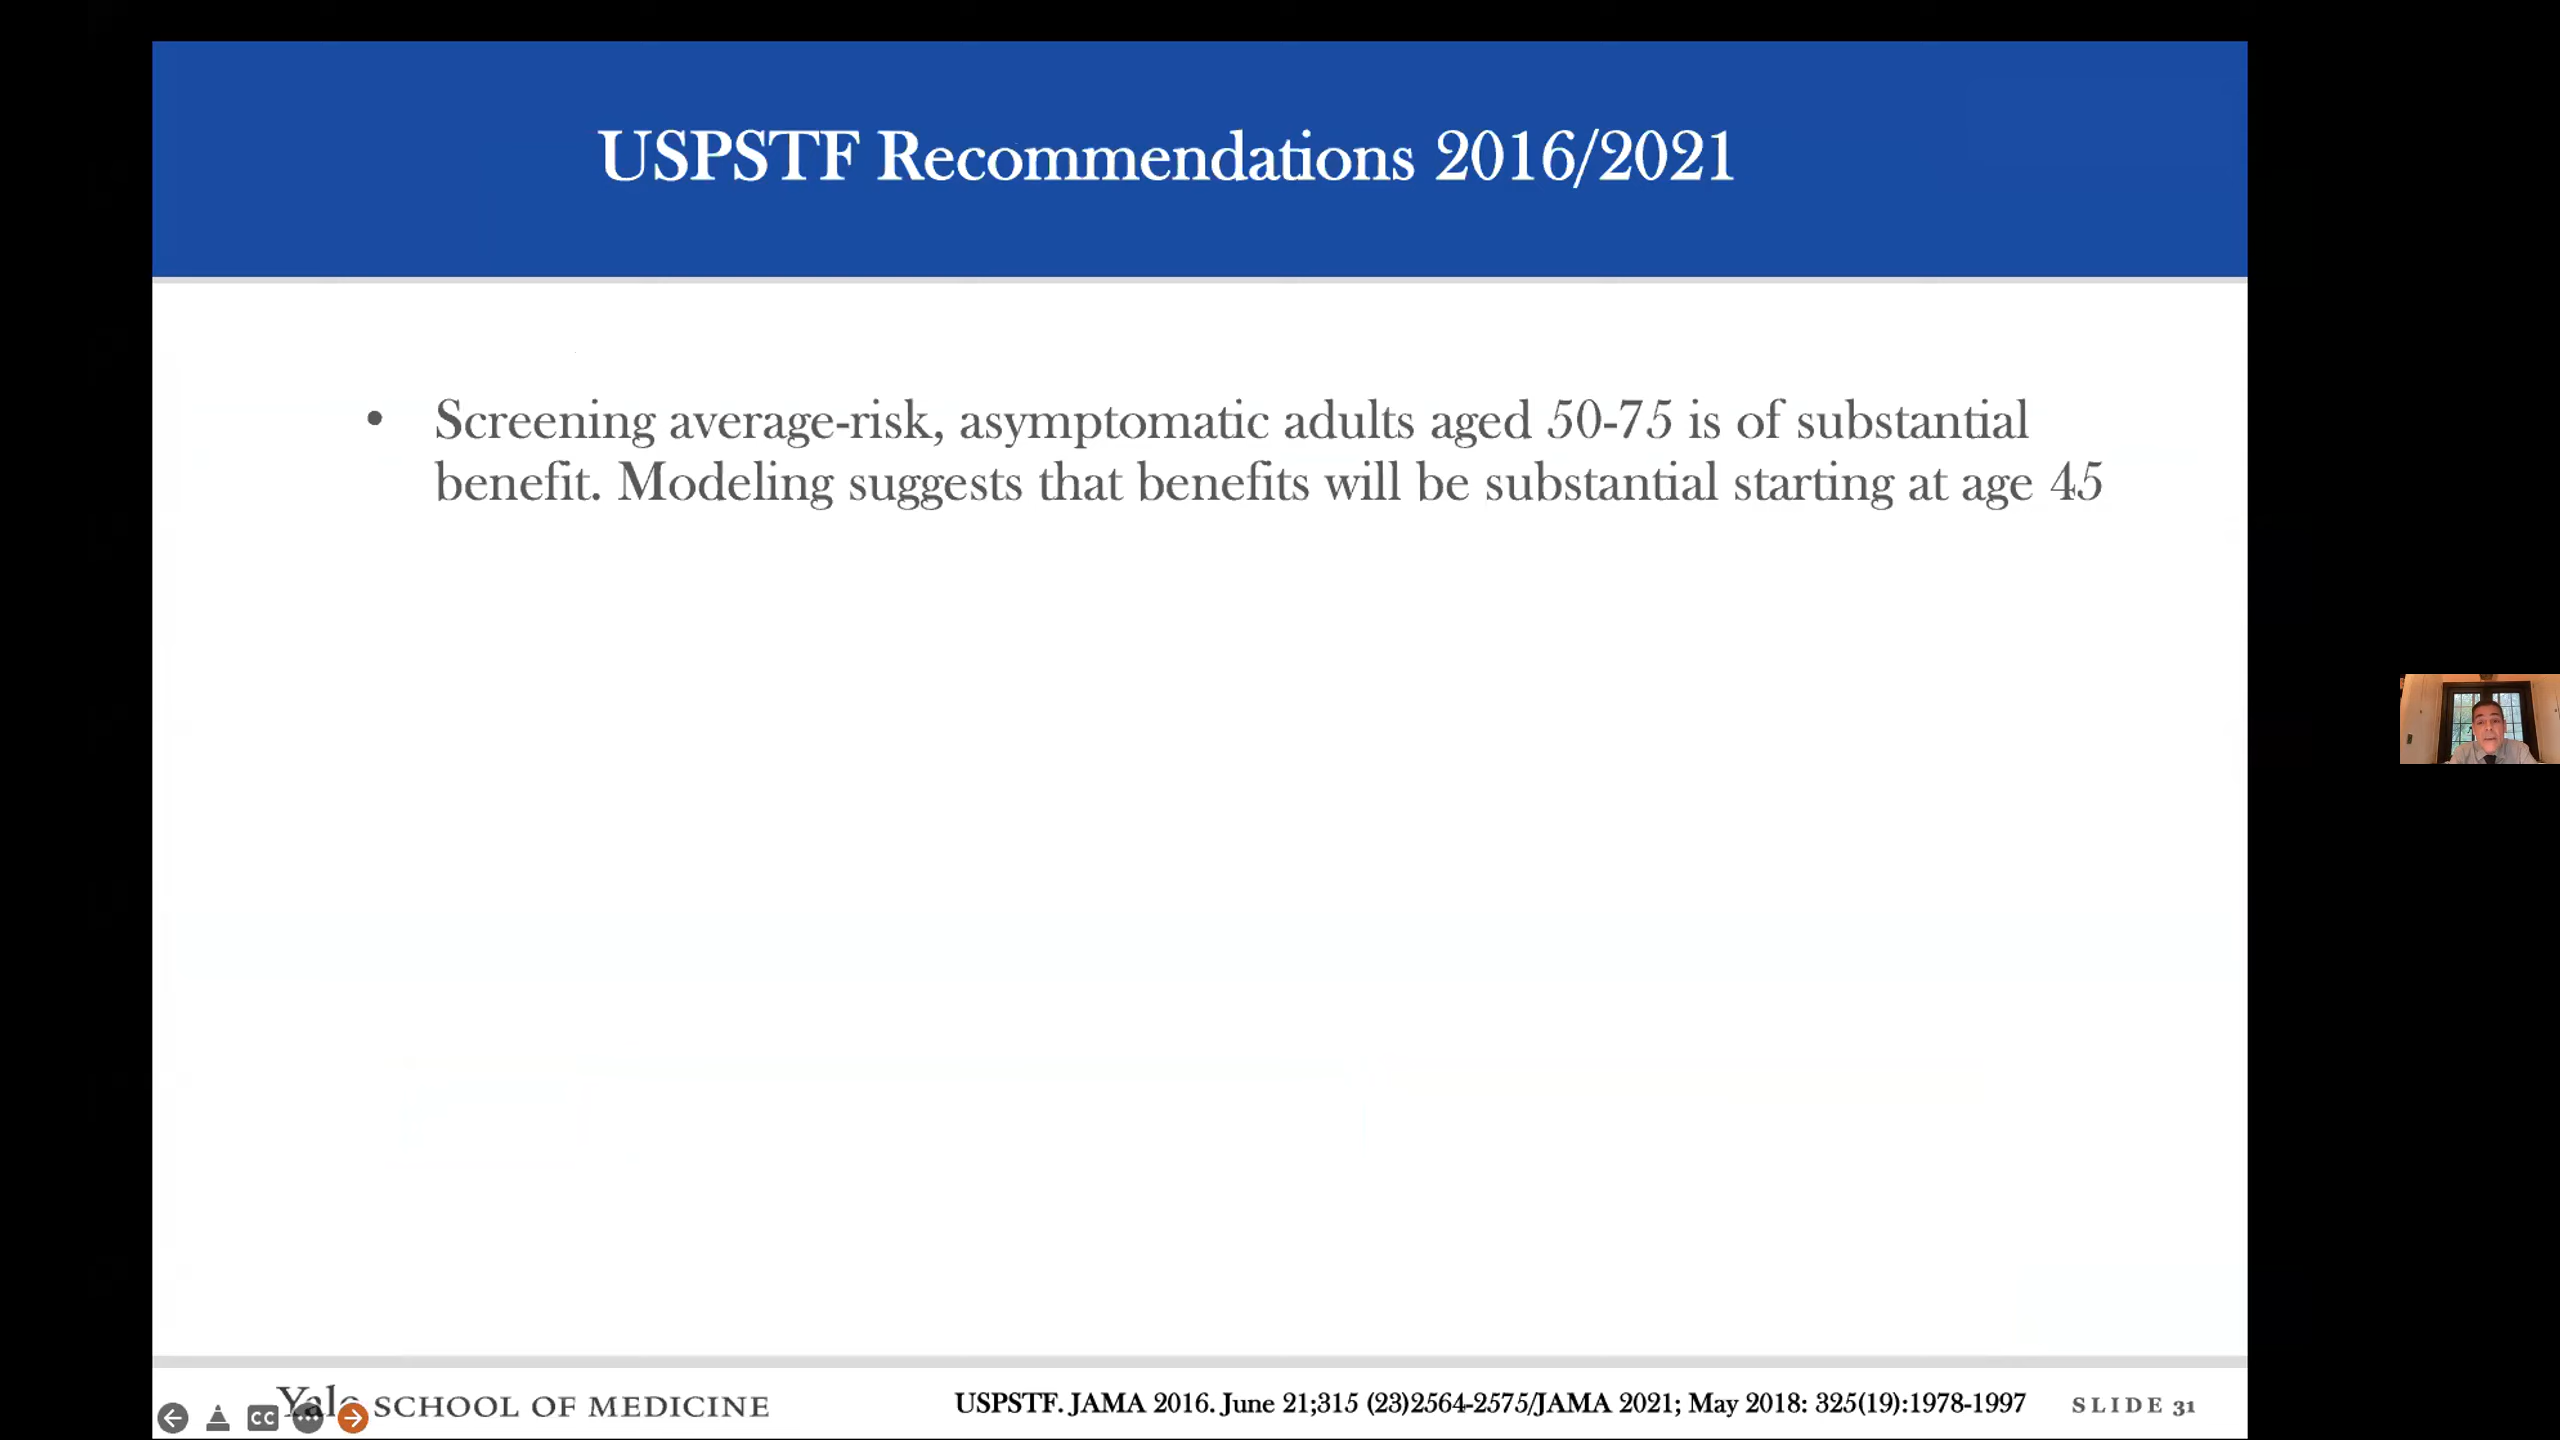 USPSTF Recommendations 2016/2021
• Screening average-risk, asymptomatic adults aged 50-75 is of substantial
benefit. Modeling suggests that benefits will be substantial starting at age 45
Yale SCHOOL OF MEDICINE
USPSTF. JAMA 2016. June 21;315 (23)2564-2575/JAMA 2021; May 2018: 325(19):1978-1997
SLIDE 31
CC